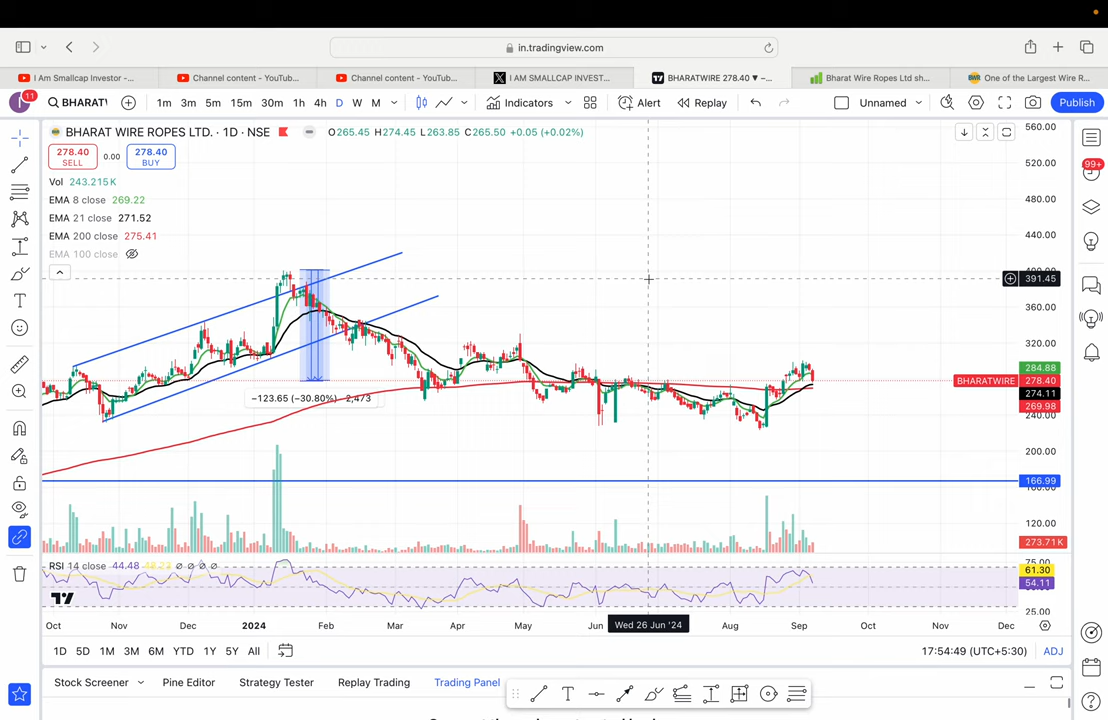 in.tradingview.com
I Am Smallcap Investor -...
Channel content - YouTub...
Channel content - YouTub...
I AM SMALLCAP INVEST...
BHARATWIRE 278.40 ▼ –...
Bharat Wire Ropes Ltd sh...
One of the Largest Wire R...
I 11 BHARATW 1m 3m 5m 15m 30m 1h 4h D W M Indicators Alert Replay Unnamed Publish
BHARAT WIRE ROPES LTD. · 1D · NSE O265.45 H274.45 L263.85 C265.50 +0.05 (+0.02%)
278.40 SELL 0.00 278.40 BUY
Vol 243.215K
EMA 8 close 269.22
EMA 21 close 271.52
EMA 200 close 275.41
EMA 100 close
−123.65 (−30.80%)
560.00
520.00
480.00
440.00
391.45
360.00
320.00
284.88
BHARATWIRE 278.40
274.11
269.98
240.00
200.00
166.99
120.00
273.71K
99+
RSI 14 close 44.48
75.00
61.30
54.11
25.00
Oct Nov Dec 2024 Feb Mar Apr May Jun Wed 26 Jun '24 Aug Sep Oct Nov Dec
1D 5D 1M 3M 6M YTD 1Y 5Y All 17:54:49 (UTC+5:30) ADJ
Stock Screener Pine Editor Strategy Tester Replay Trading Trading Panel